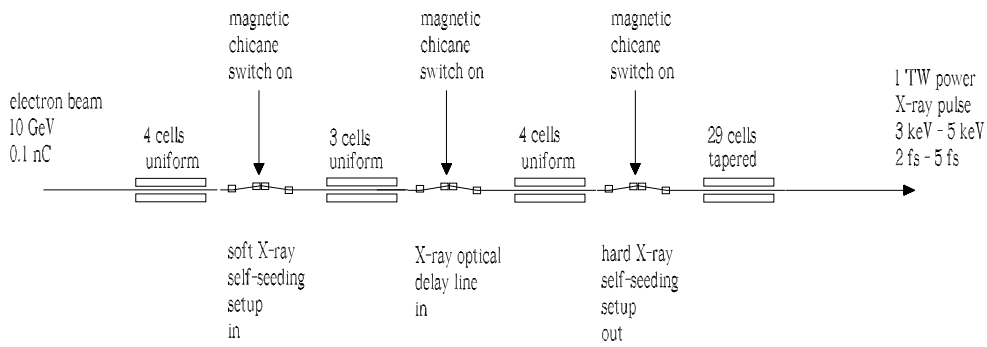 magnetic
chicane
switch on
magnetic
chicane
switch on
magnetic
chicane
switch on
electron beam
10 GeV
0.1 nC
4 cells
uniform
3 cells
uniform
4 cells
uniform
29 cells
tapered
1 TW power
X-ray pulse
3 keV - 5 keV
2 fs - 5 fs
soft X-ray
self-seeding
setup
in
X-ray optical
delay line
in
hard X-ray
self-seeding
setup
out